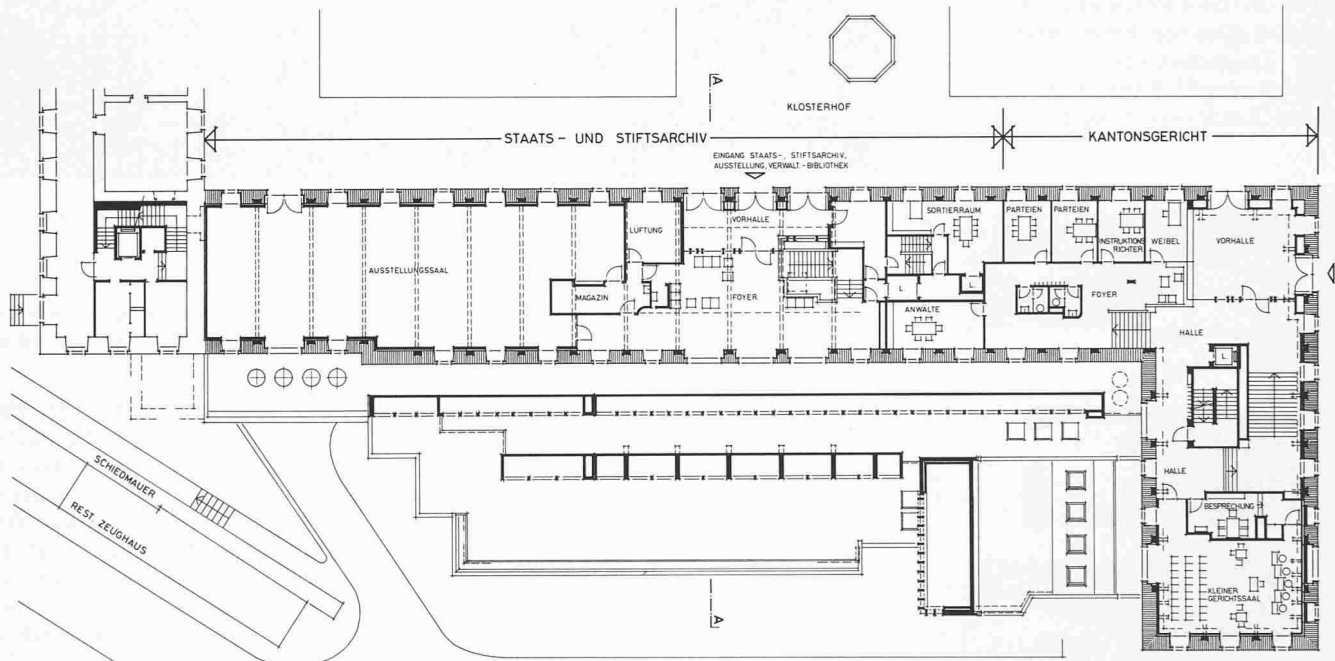 A
KLOSTERHOF
STAATS - UND STIFTSARCHIV
KANTONSGERICHT
EINGANG STAATS-, STIFTSARCHIV,
AUSSTELLUNG, VERWALT.-BIBLIOTHEK
VORHALLE
SORTIERRAUM
PARTEIEN
PARTEIEN
INSTRUKTIONS
RICHTER
WEIBEL
VORHALLE
LÜFTUNG
AUSSTELLUNGSSAAL
MAGAZIN
FOYER
L.
L.
ANWÄLTE
FOYER
HALLE
L.
SCHIEDMAUER
REST. ZEUGHAUS
HALLE
BESPRECHUNG
KLEINER
GERICHTSSAAL
A